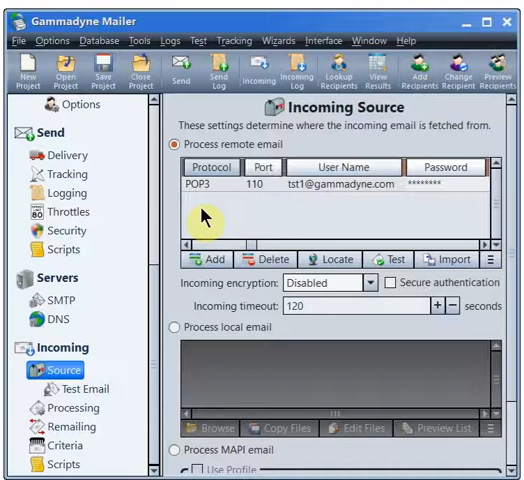 Gammadyne Mailer
File Options Database Tools Logs Test Tracking Wizards Interface Window Help
New Project
Open Project
Save Project
Close Project
Send
Send Log
Incoming
Incoming Log
Lookup Recipients
View Results
Add Recipients
Change Recipients
Preview Recipients
Options
Send
Delivery
Tracking
Logging
80
Throttles
Security
Scripts
Servers
SMTP
DNS
Incoming
Source
Test Email
Processing
Remailing
Criteria
Scripts
Incoming Source
These settings determine where the incoming email is fetched from.
Process remote email
Protocol Port User Name Password
POP3 110 tst1@gammadyne.com ********
Add Delete Locate Test Import
Incoming encryption: Disabled Secure authentication
Incoming timeout: 120 seconds
Process local email
Browse Copy Files Edit Files Preview List
Process MAPI email
Use Profile